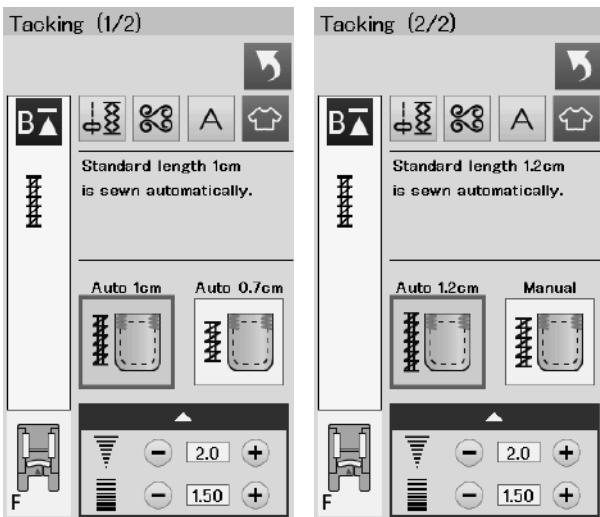 Tacking (1/2)
B
A
Standard length 1cm
is sewn automatically.
Auto 1cm Auto 0.7cm
2.0
F
1.50
Tacking (2/2)
B
A
Standard length 1.2cm
is sewn automatically.
Auto 1.2cm Manual
2.0
F
1.50